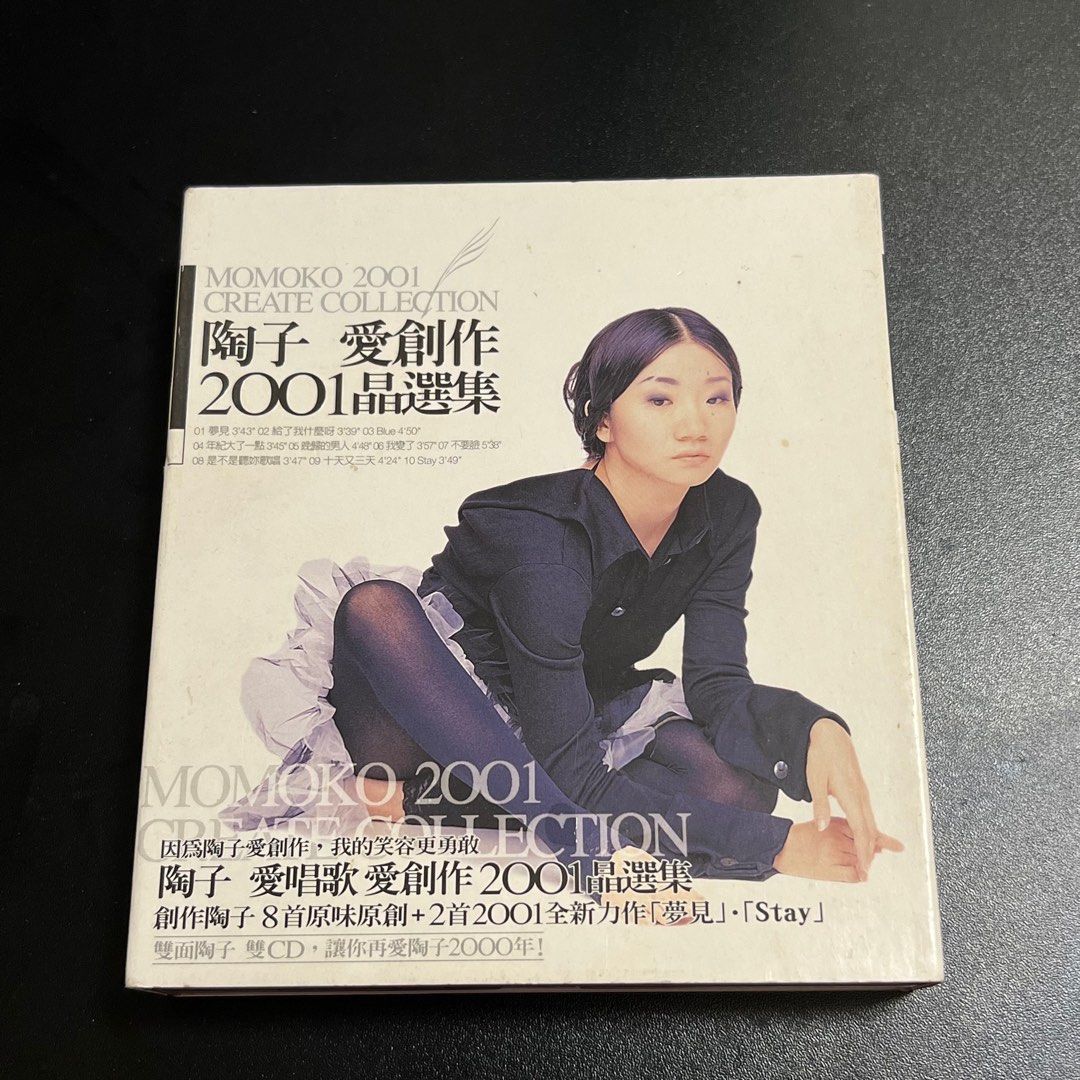 MOMOKO 2001
CREATE COLLECTION
陶子 愛創作
2001晶選集
01 夢見 3'43" 02 給了我什麼呀 3'39" 03 Blue 4'50"
04 年紀大了一點 3'45" 05 晚歸的男人 4'48" 06 我變了 3'57" 07 不要臉 5'38"
08 是不是聽妳歌唱 3'47" 09 十天又三天 4'24" 10 Stay 3'49"
MOMOKO 2001
CREATE COLLECTION
因為陶子愛創作，我的笑容更勇敢
陶子 愛唱歌 愛創作 2001晶選集
創作陶子 8首原味原創+2首2001全新力作「夢見」·「Stay」
雙面陶子 雙CD，讓你再愛陶子2000年!